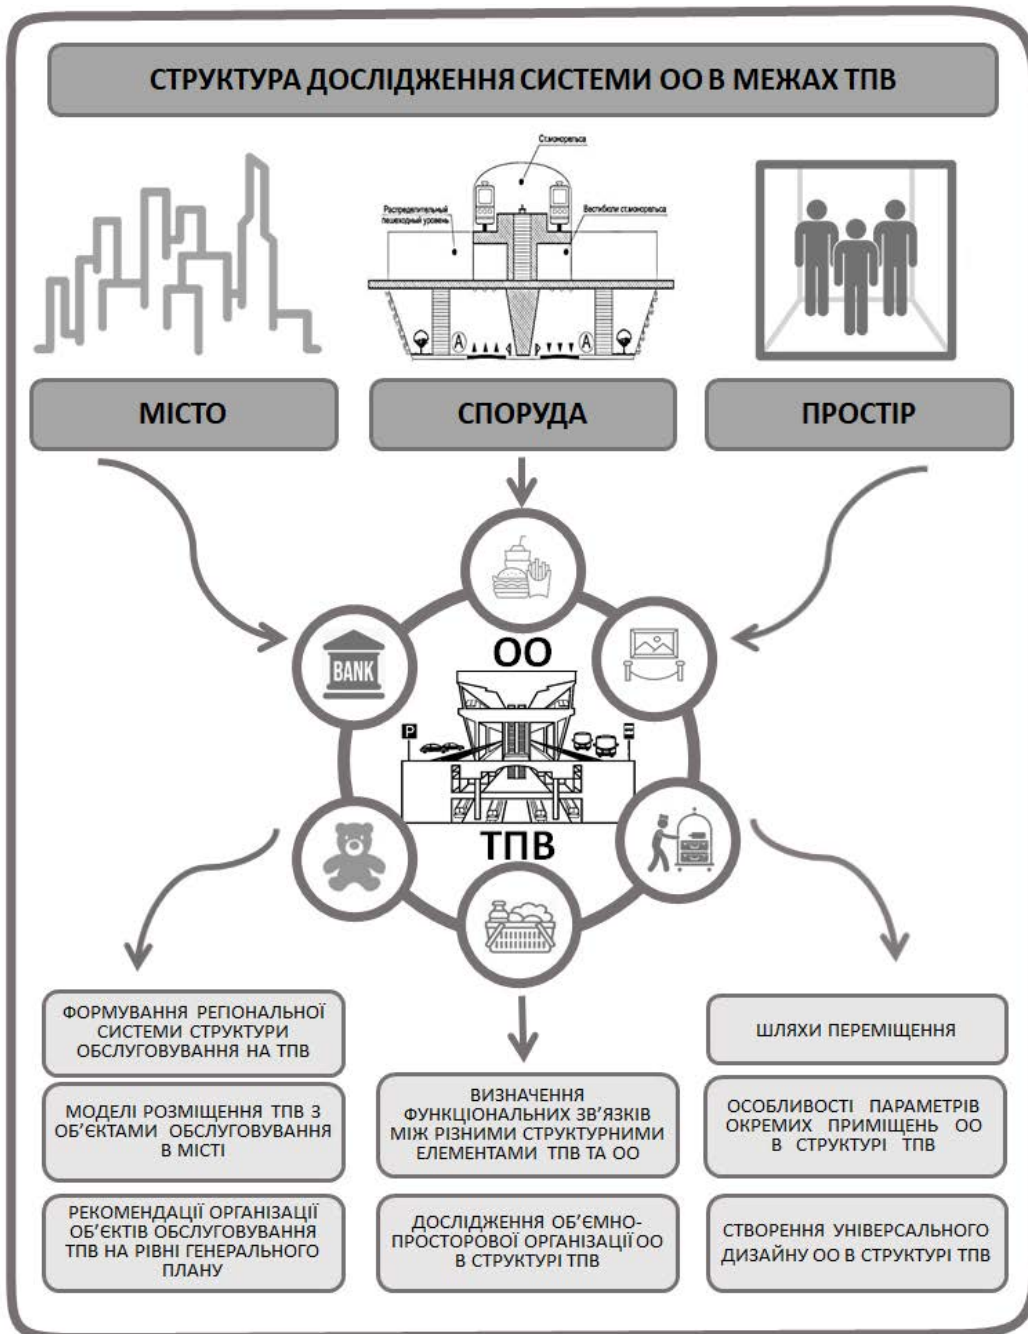 СТРУКТУРА ДОСЛІДЖЕННЯ СИСТЕМИ ОО В МЕЖАХ ТПВ
Ст.монорельса
Распределительный
пешеходный уровень
Вестибюли ст.монорельса
А
А
МІСТО
СПОРУДА
ПРОСТІР
BANK
ОО
P
ТПВ
ФОРМУВАННЯ РЕГІОНАЛЬНОЇ
СИСТЕМИ СТРУКТУРИ
ОБСЛУГОВУВАННЯ НА ТПВ
МОДЕЛІ РОЗМІЩЕННЯ ТПВ З
ОБ’ЄКТАМИ ОБСЛУГОВУВАННЯ
В МІСТІ
РЕКОМЕНДАЦІЇ ОРГАНІЗАЦІЇ
ОБ’ЄКТІВ ОБСЛУГОВУВАННЯ
ТПВ НА РІВНІ ГЕНЕРАЛЬНОГО
ПЛАНУ
ВИЗНАЧЕННЯ
ФУНКЦІОНАЛЬНИХ ЗВ’ЯЗКІВ
МІЖ РІЗНИМИ СТРУКТУРНИМИ
ЕЛЕМЕНТАМИ ТПВ ТА ОО
ДОСЛІДЖЕННЯ ОБ’ЄМНО-
ПРОСТОРОВОЇ ОРГАНІЗАЦІЇ ОО
В СТРУКТУРІ ТПВ
ШЛЯХИ ПЕРЕМІЩЕННЯ
ОСОБЛИВОСТІ ПАРАМЕТРІВ
ОКРЕМИХ ПРИМІЩЕНЬ ОО
В СТРУКТУРІ ТПВ
СТВОРЕННЯ УНІВЕРСАЛЬНОГО
ДИЗАЙНУ ОО В СТРУКТУРІ ТПВ